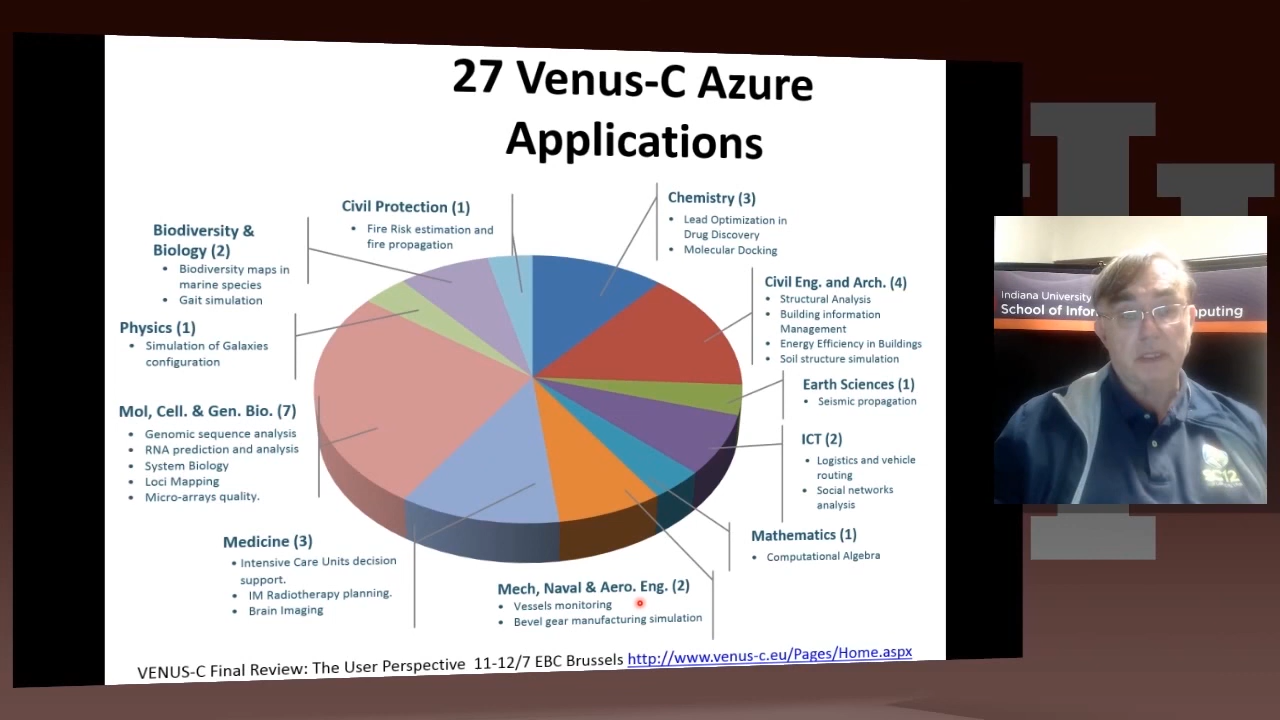 27 Venus-C Azure
Applications
Civil Protection (1)
• Fire Risk estimation and
fire propagation
Chemistry (3)
• Lead Optimization in
Drug Discovery
• Molecular Docking
Biodiversity &
Biology (2)
• Biodiversity maps in
marine species
• Gait simulation
Civil Eng. and Arch. (4)
• Structural Analysis
• Building information
Management
• Energy Efficiency in Buildings
• Soil structure simulation
Physics (1)
• Simulation of Galaxies
configuration
Earth Sciences (1)
• Seismic propagation
Mol, Cell. & Gen. Bio. (7)
• Genomic sequence analysis
• RNA prediction and analysis
• System Biology
• Loci Mapping
• Micro-arrays quality.
ICT (2)
• Logistics and vehicle
routing
• Social networks
analysis
Medicine (3)
• Intensive Care Units decision
support.
• IM Radiotherapy planning.
• Brain Imaging
Mathematics (1)
• Computational Algebra
Mech, Naval & Aero. Eng. (2)
• Vessels monitoring
• Bevel gear manufacturing simulation
VENUS-C Final Review: The User Perspective 11-12/7 EBC Brussels http://www.venus-c.eu/Pages/Home.aspx
Indiana University
School of Infor puting
SC12